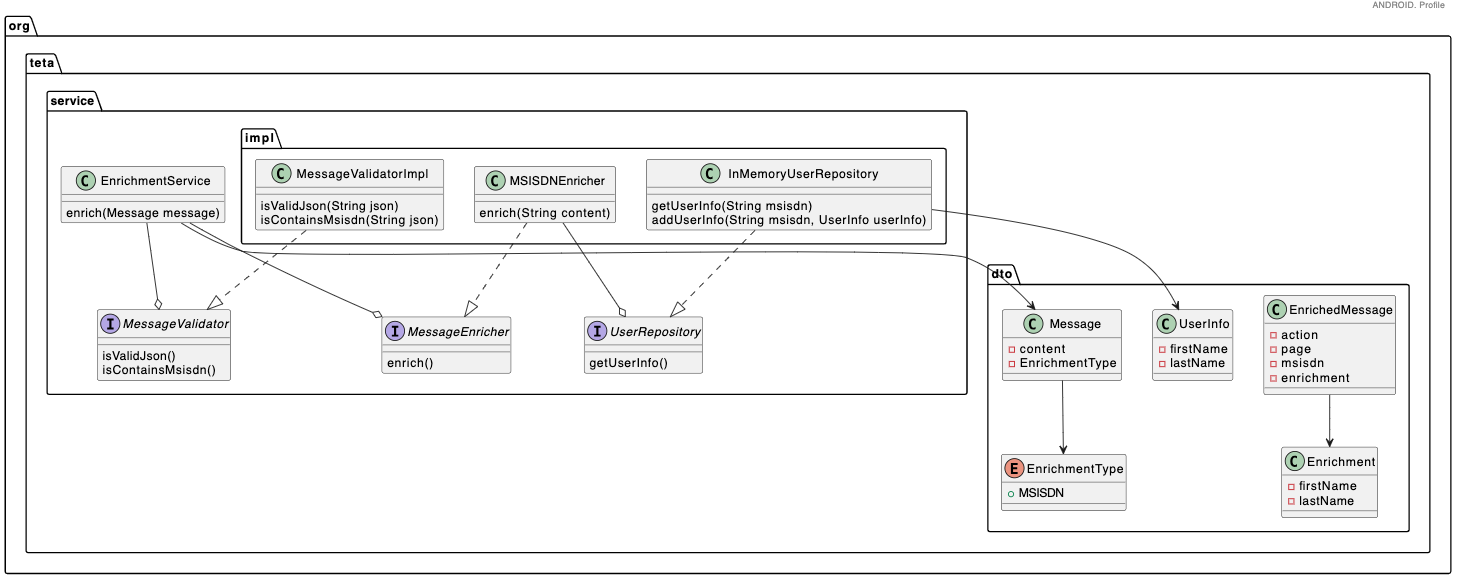 ANDROID. Profile
org
teta
service
impl
C EnrichmentService
enrich(Message message)
C MessageValidatorImpl
isValidJson(String json)
isContainsMsisdn(String json)
C MSISDNEnricher
enrich(String content)
C InMemoryUserRepository
getUserInfo(String msisdn)
addUserInfo(String msisdn, UserInfo userInfo)
I MessageValidator
isValidJson()
isContainsMsisdn()
I MessageEnricher
enrich()
I UserRepository
getUserInfo()
dto
C Message
content
EnrichmentType
C UserInfo
firstName
lastName
C EnrichedMessage
action
page
msisdn
enrichment
E EnrichmentType
MSISDN
C Enrichment
firstName
lastName